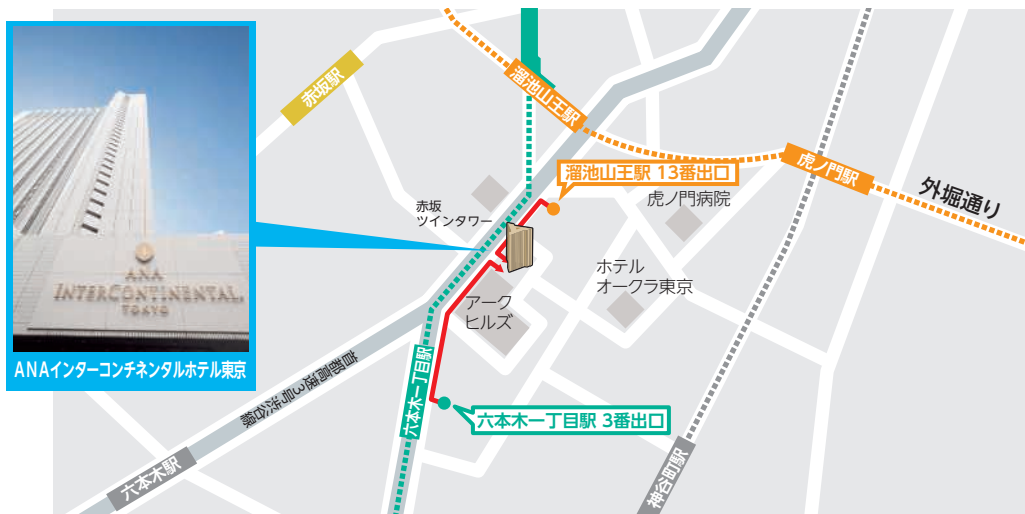 ANA
INTERCONTINENTAL.
TOKYO
ANAインターコンチネンタルホテル東京
赤坂駅
溜池山王駅
溜池山王駅 13番出口
虎ノ門駅
外堀通り
虎ノ門病院
赤坂
ツインタワー
ホテル
オークラ東京
アーク
ヒルズ
首都高速3号渋谷線
六本木一丁目駅
六本木一丁目駅 3番出口
六本木駅
神谷町駅